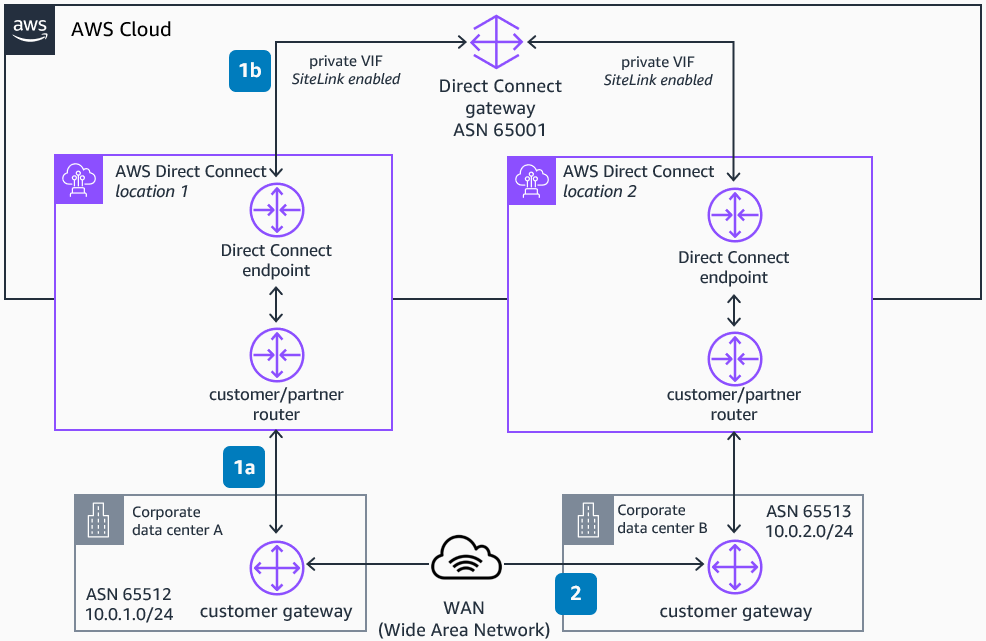 aws
AWS Cloud
1b
private VIF
SiteLink enabled
Direct Connect
gateway
ASN 65001
private VIF
SiteLink enabled
AWS Direct Connect
location 1
Direct Connect
endpoint
customer/partner
router
AWS Direct Connect
location 2
Direct Connect
endpoint
customer/partner
router
1a
Corporate
data center A
ASN 65512
10.0.1.0/24
customer gateway
WAN
(Wide Area Network)
2
Corporate
data center B
ASN 65513
10.0.2.0/24
customer gateway